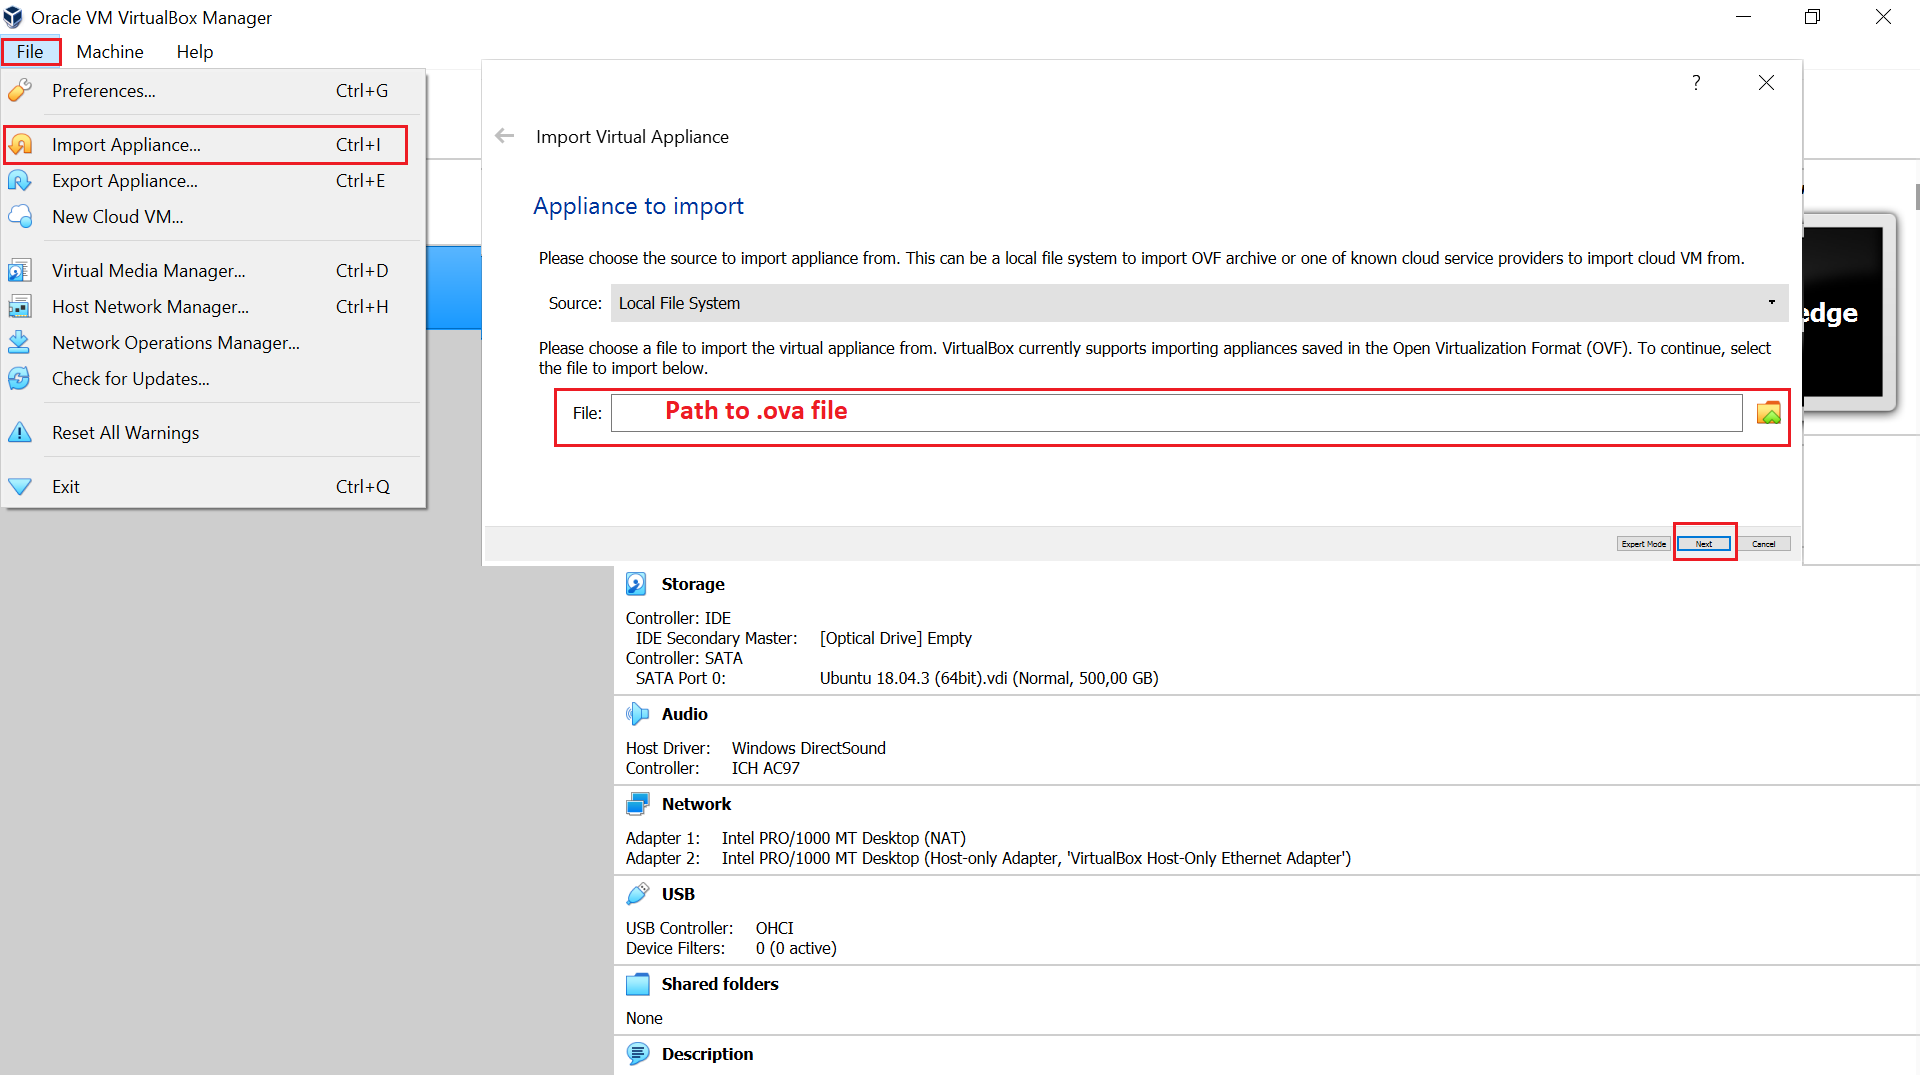 Oracle VM VirtualBox Manager
File Machine Help
Preferences... Ctrl+G
Import Appliance... Ctrl+I
Export Appliance... Ctrl+E
New Cloud VM...
Virtual Media Manager... Ctrl+D
Host Network Manager... Ctrl+H
Network Operations Manager...
Check for Updates...
Reset All Warnings
Exit Ctrl+Q
?
Import Virtual Appliance
Appliance to import
Please choose the source to import appliance from. This can be a local file system to import OVF archive or one of known cloud service providers to import cloud VM from.
Source: Local File System
Please choose a file to import the virtual appliance from. VirtualBox currently supports importing appliances saved in the Open Virtualization Format (OVF). To continue, select
the file to import below.
File: Path to .ova file
Expert Mode Next Cancel
edge
Storage
Controller: IDE
IDE Secondary Master: [Optical Drive] Empty
Controller: SATA
SATA Port 0: Ubuntu 18.04.3 (64bit).vdi (Normal, 500,00 GB)
Audio
Host Driver: Windows DirectSound
Controller: ICH AC97
Network
Adapter 1: Intel PRO/1000 MT Desktop (NAT)
Adapter 2: Intel PRO/1000 MT Desktop (Host-only Adapter, 'VirtualBox Host-Only Ethernet Adapter')
USB
USB Controller: OHCI
Device Filters: 0 (0 active)
Shared folders
None
Description